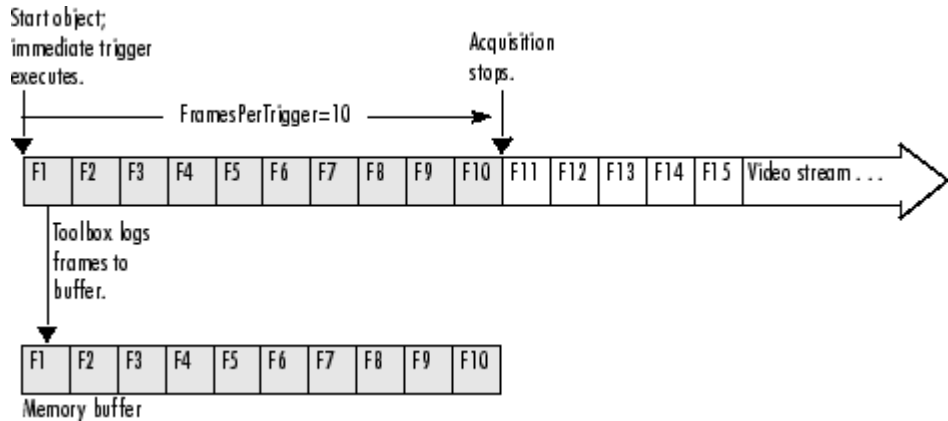 Start object;
immediate trigger
executes.
Acquisition
stops.
FramesPerTrigger=10
F1 F2 F3 F4 F5 F6 F7 F8 F9 F10 F11 F12 F13 F14 F15 Video stream . . .
Toolbox logs
frames to
buffer.
F1 F2 F3 F4 F5 F6 F7 F8 F9 F10
Memory buffer